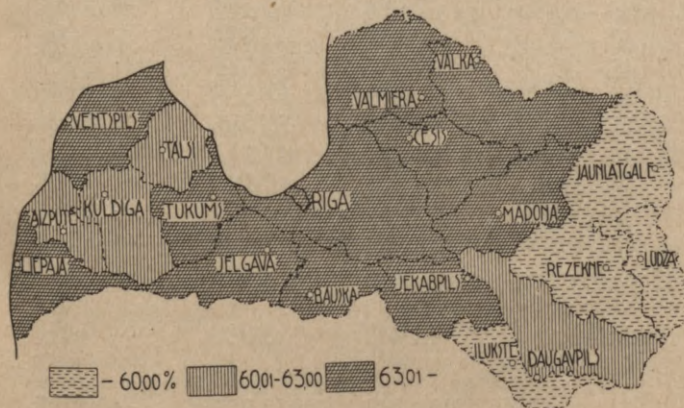 VALKA
VALMIERA
VENTSPILS
CĒSIS
TALSI
JAUNLATGALE
AIZPUTE
KULDIGA
TUKUMS
RIGA
MADONA
LIEPAJA
JELGAVA
BAUSKA
JEKABPILS
REZEKNE
LUDZA
ILUKSTE
DAUGAVPILS
- 60,00% 60,01-63,00 63,01 -